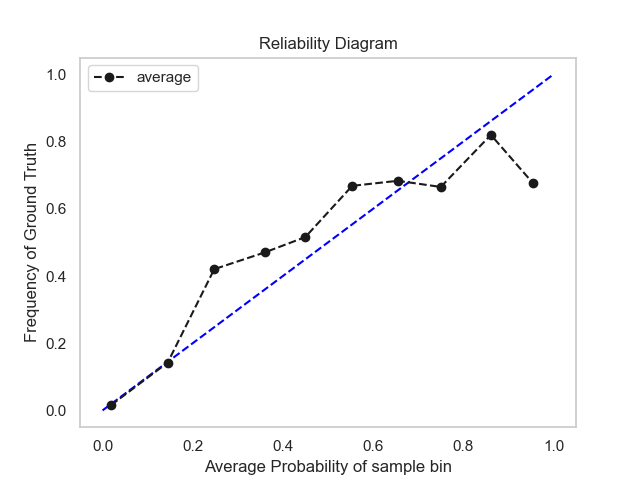 Reliability Diagram
average
1.0
0.8
0.6
0.4
0.2
0.0
Frequency of Ground Truth
0.0 0.2 0.4 0.6 0.8 1.0
Average Probability of sample bin